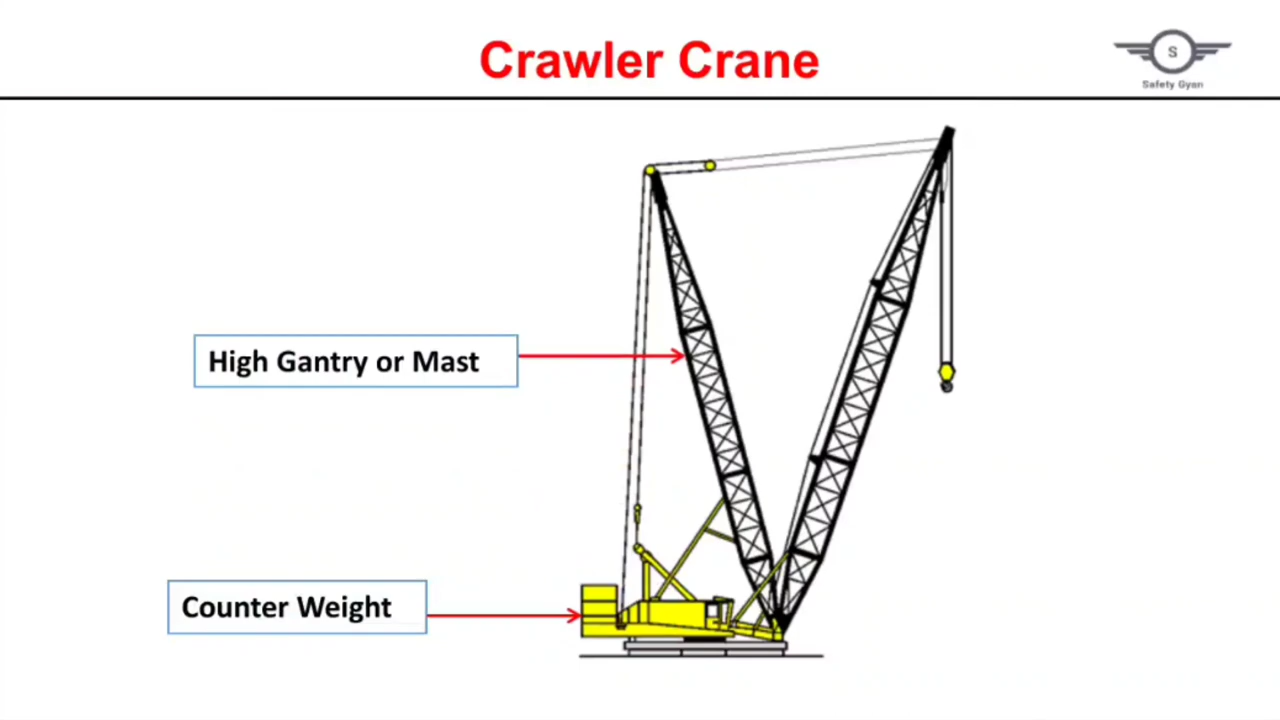 Crawler Crane
S
Safety Gyan
High Gantry or Mast
Counter Weight